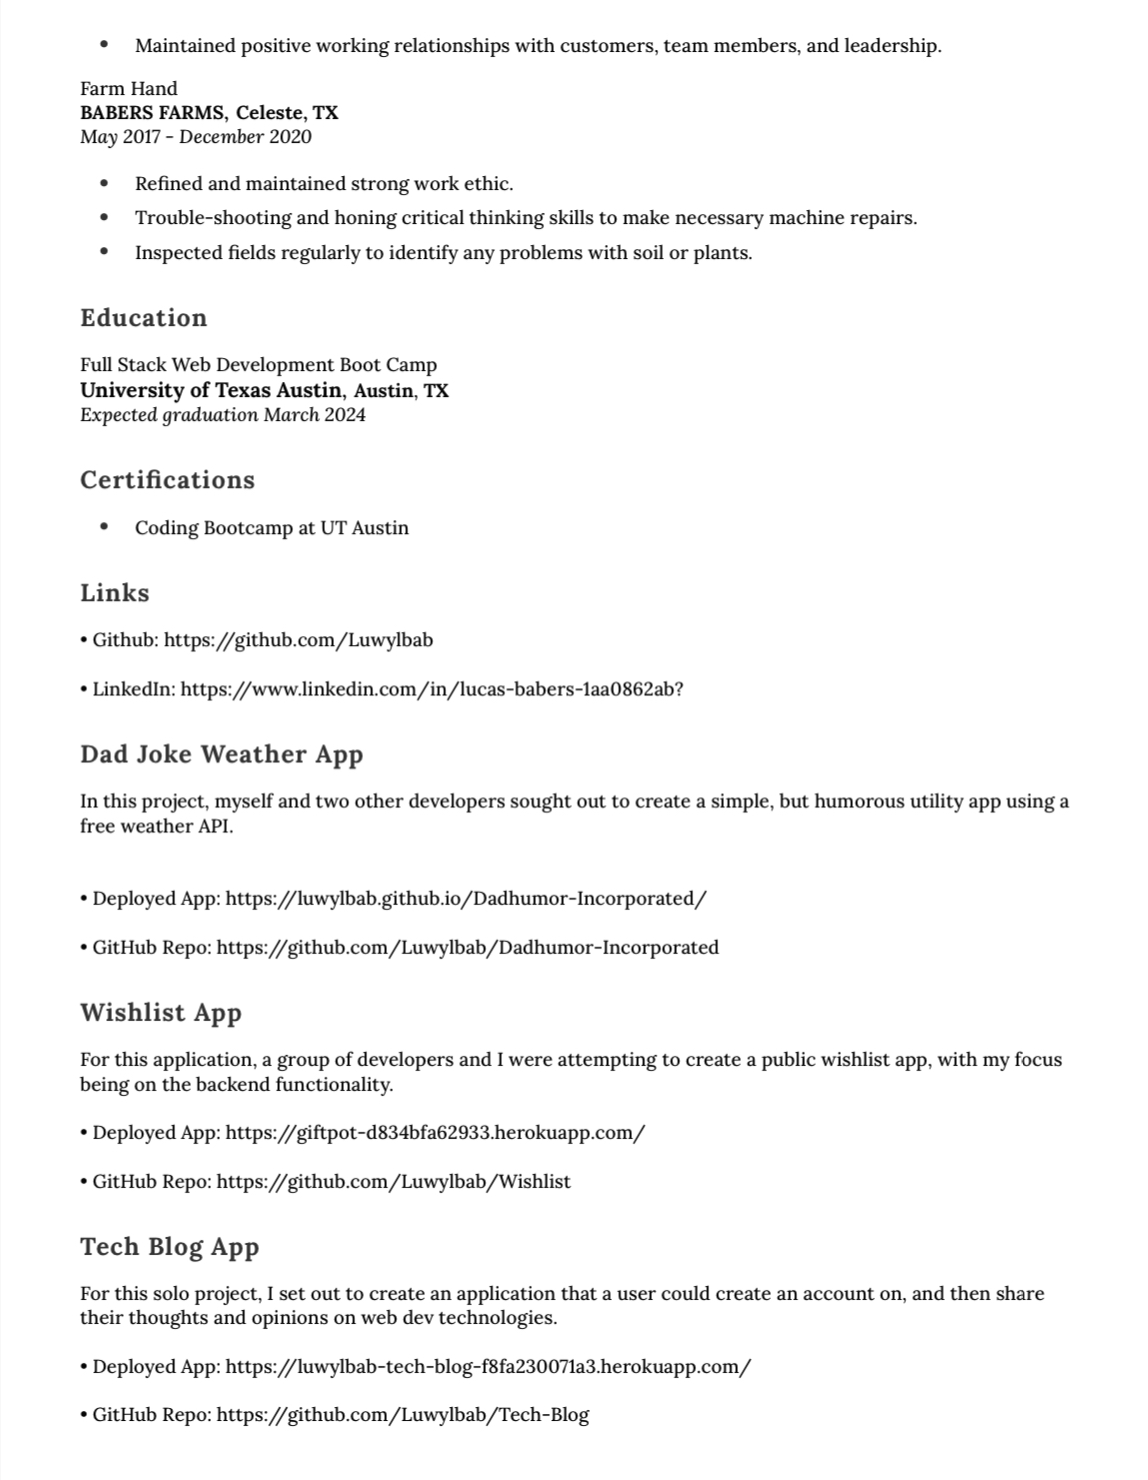 • Maintained positive working relationships with customers, team members, and leadership.
Farm Hand
BABERS FARMS, Celeste, TX
May 2017 - December 2020
• Refined and maintained strong work ethic.
• Trouble-shooting and honing critical thinking skills to make necessary machine repairs.
• Inspected fields regularly to identify any problems with soil or plants.
Education
Full Stack Web Development Boot Camp
University of Texas Austin, Austin, TX
Expected graduation March 2024
Certifications
• Coding Bootcamp at UT Austin
Links
• Github: https://github.com/Luwylbab
• LinkedIn: https://www.linkedin.com/in/lucas-babers-1aa0862ab?
Dad Joke Weather App
In this project, myself and two other developers sought out to create a simple, but humorous utility app using a
free weather API.
• Deployed App: https://luwylbab.github.io/Dadhumor-Incorporated/
• GitHub Repo: https://github.com/Luwylbab/Dadhumor-Incorporated
Wishlist App
For this application, a group of developers and I were attempting to create a public wishlist app, with my focus
being on the backend functionality.
• Deployed App: https://giftpot-d834bfa62933.herokuapp.com/
• GitHub Repo: https://github.com/Luwylbab/Wishlist
Tech Blog App
For this solo project, I set out to create an application that a user could create an account on, and then share
their thoughts and opinions on web dev technologies.
• Deployed App: https://luwylbab-tech-blog-f8fa230071a3.herokuapp.com/
• GitHub Repo: https://github.com/Luwylbab/Tech-Blog